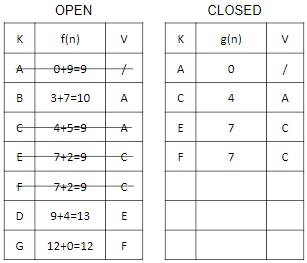 OPEN CLOSED
K f(n) V K g(n) V
A 0+9=9 / A 0 /
B 3+7=10 A C 4 A
C 4+5=9 A E 7 C
E 7+2=9 C F 7 C
F 7+2=9 C
D 9+4=13 E
G 12+0=12 F